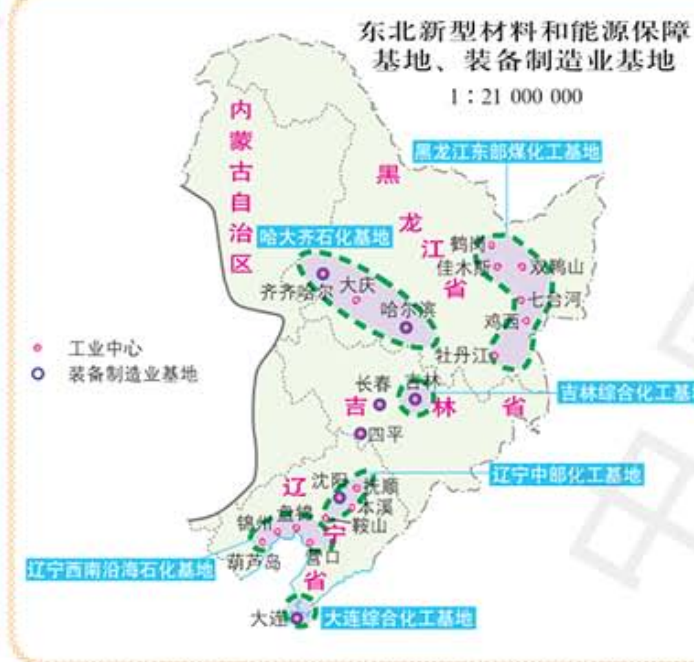 东北新型材料和能源保障
基地、装备制造业基地
1：21 000 000
内蒙古自治区
黑龙江省
黑龙江东部煤化工基地
哈大齐石化基地
鹤岗
佳木斯
双鸭山
七台河
鸡西
牡丹江
齐齐哈尔
大庆
哈尔滨
工业中心
装备制造业基地
长春
吉林
吉林省
吉林综合化工基
四平
辽宁中部化工基地
沈阳
抚顺
本溪
鞍山
辽宁省
锦州
盘锦
葫芦岛
营口
辽宁西南沿海石化基地
大连
大连综合化工基地